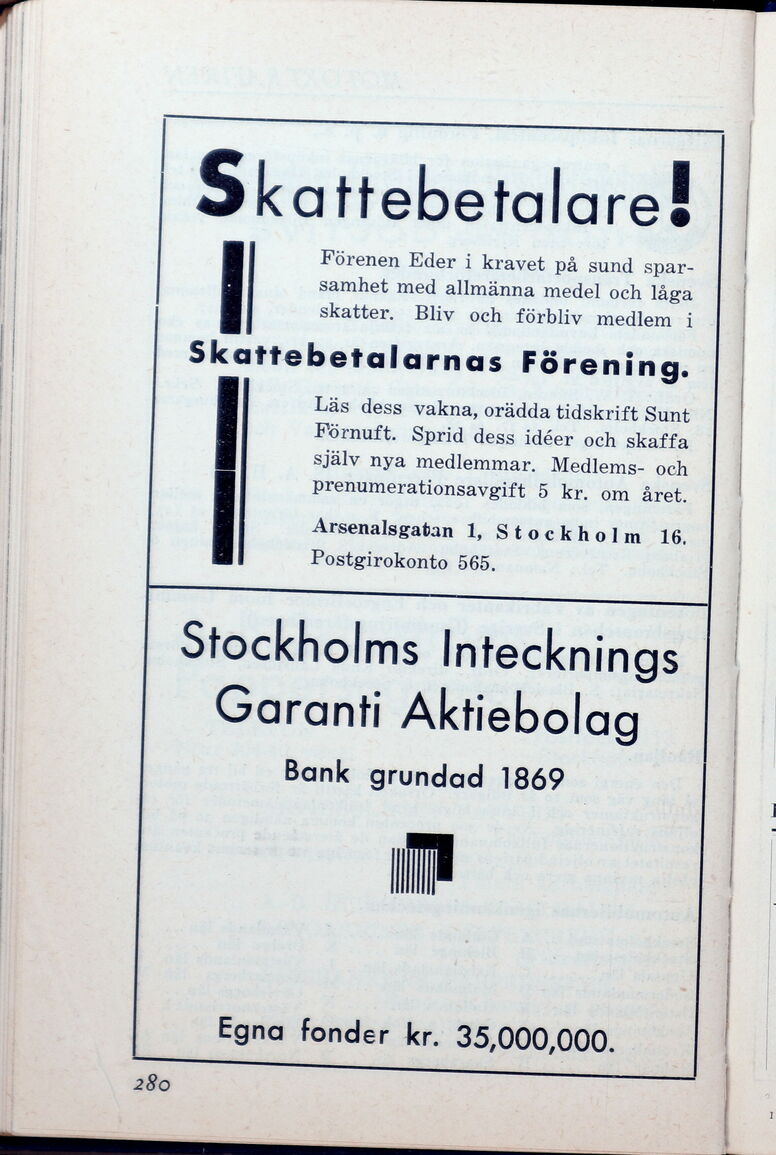 Skattebetalare!
Förenen Eder i kravet på sund spar-
samhet med allmänna medel och låga
skatter. Bliv och förbliv medlem i
Skattebetalarnas Förening.
Läs dess vakna, orädda tidskrift Sunt
Förnuft. Sprid dess idéer och skaffa
själv nya medlemmar. Medlems- och
prenumerationsavgift 5 kr. om året.
Arsenalsgatan 1, Stockholm 16.
Postgirokonto 565.
Stockholms Intecknings
Garanti Aktiebolag
Bank grundad 1869
Egna fonder kr. 35,000,000.
280